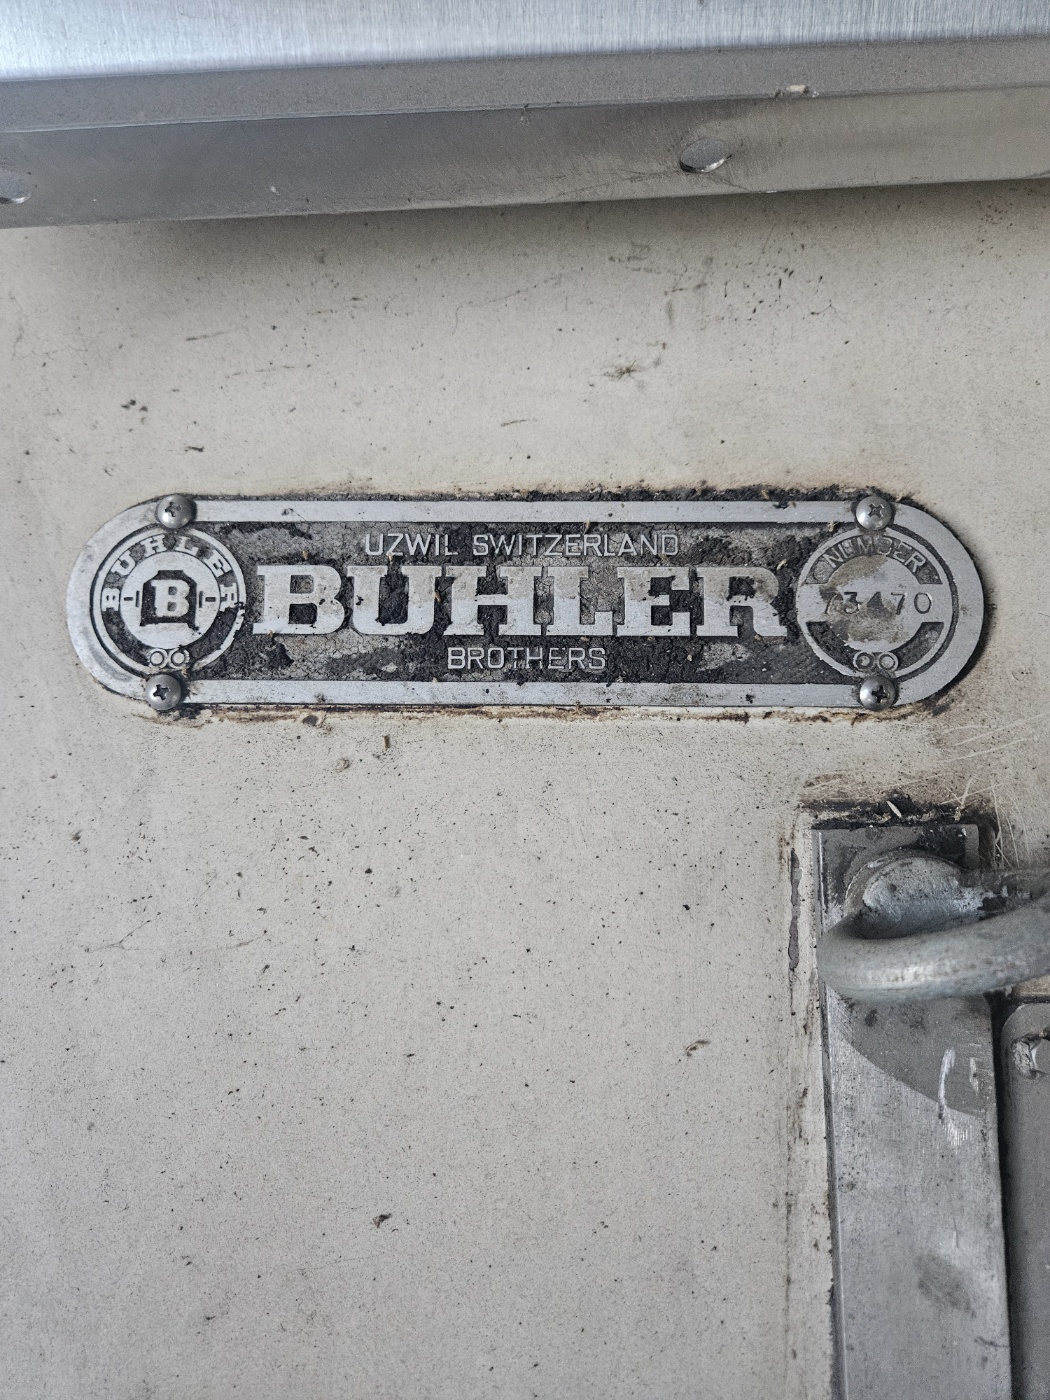 BUHLER
B
UZWIL SWITZERLAND
BUHLER
BROTHERS
NUMBER
73470